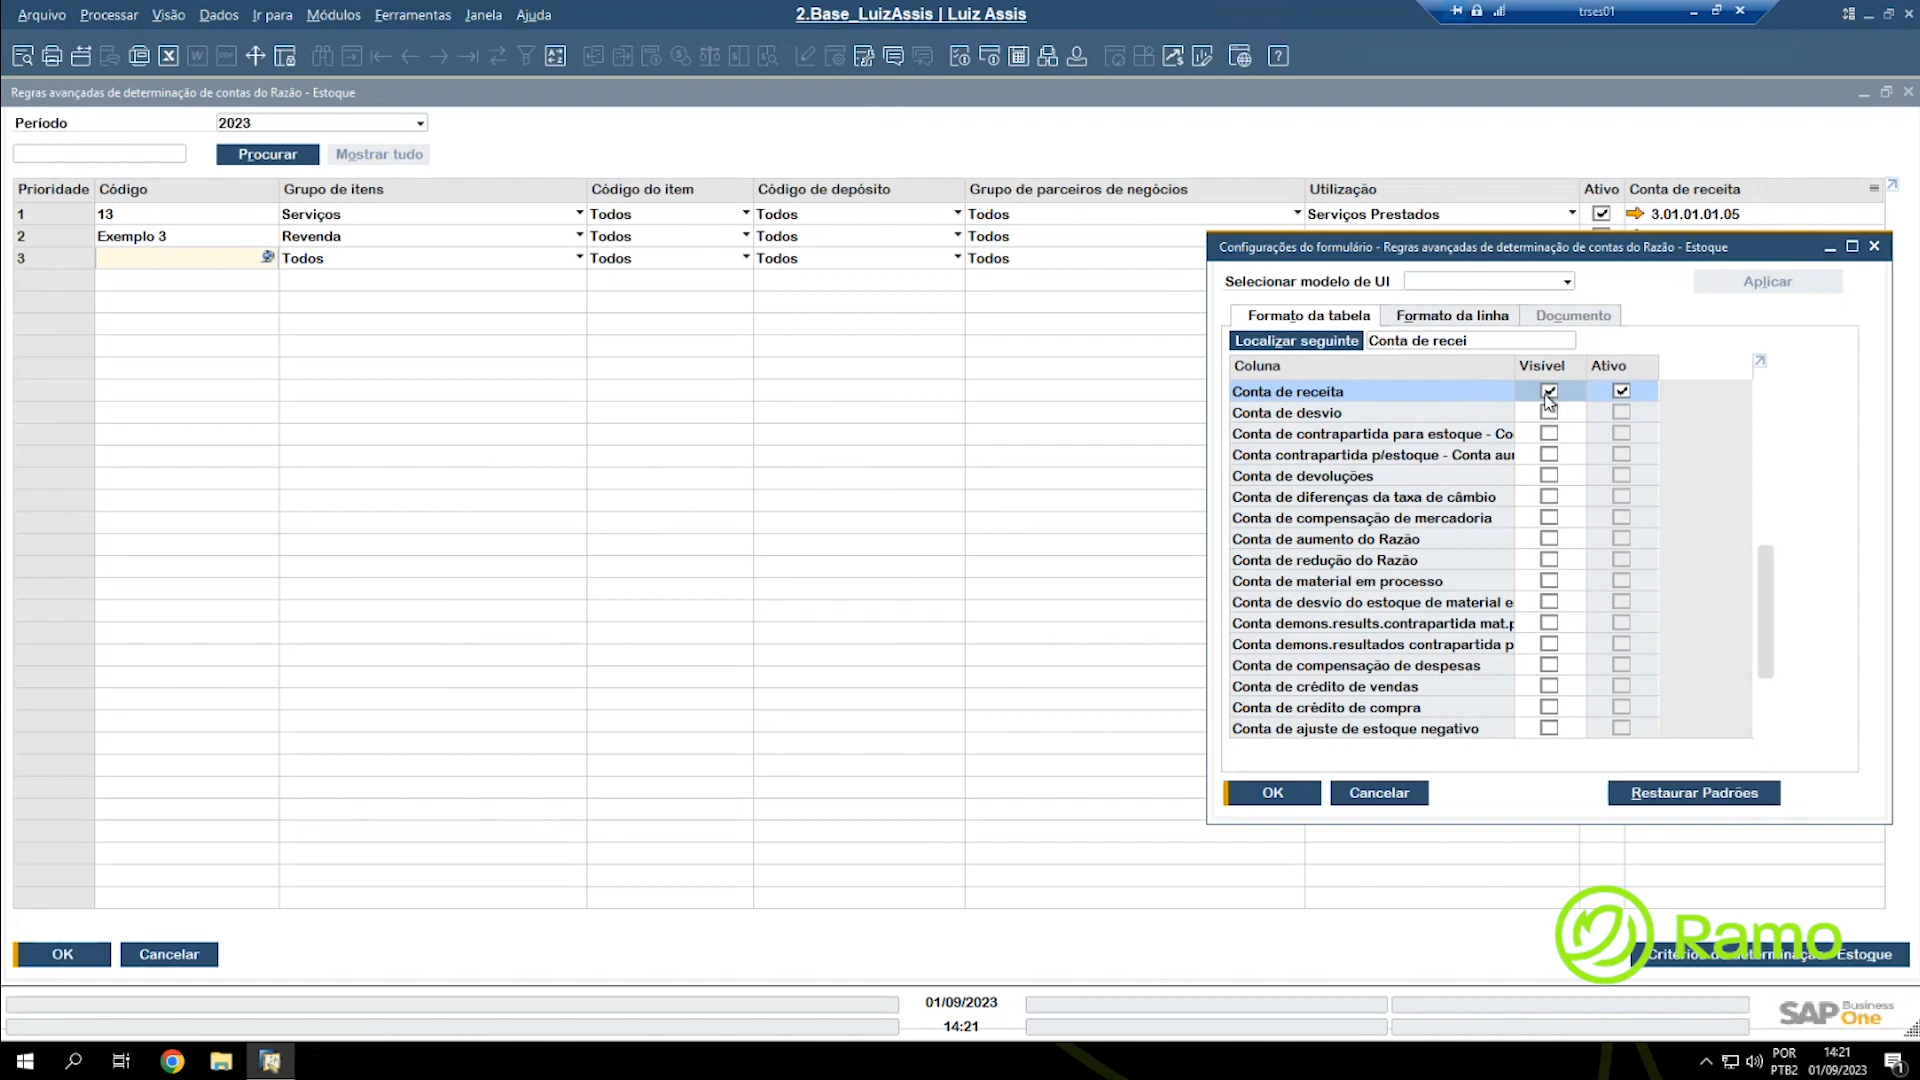 Arquivo Processar Visão Dados Ir para Módulos Ferramentas Janela Ajuda
2.Base_LuizAssis | Luiz Assis
trses01
Regras avançadas de determinação de contas do Razão - Estoque
Período 2023
Procurar Mostrar tudo
Prioridade Código Grupo de itens Código do item Código de depósito Grupo de parceiros de negócios Utilização Ativo Conta de receita
1 13 Serviços Todos Todos Todos Serviços Prestados 3.01.01.01.05
2 Exemplo 3 Revenda Todos Todos Todos
3 Todos Todos Todos Todos
Configurações do formulário - Regras avançadas de determinação de contas do Razão - Estoque
Selecionar modelo de UI Aplicar
Formato da tabela Formato da linha Documento
Localizar seguinte Conta de recei
Coluna Visível Ativo
Conta de receita
Conta de desvio
Conta de contrapartida para estoque - Co
Conta contrapartida p/estoque - Conta au
Conta de devoluções
Conta de diferenças da taxa de câmbio
Conta de compensação de mercadoria
Conta de aumento do Razão
Conta de redução do Razão
Conta de material em processo
Conta de desvio do estoque de material e
Conta demons.results.contrapartida mat.p
Conta demons.resultados contrapartida p
Conta de compensação de despesas
Conta de crédito de vendas
Conta de crédito de compra
Conta de ajuste de estoque negativo
OK Cancelar Restaurar Padrões
Ramo
OK Cancelar Estoque
01/09/2023
14:21
SAP Business One
POR
PTB2
14:21
01/09/2023
1